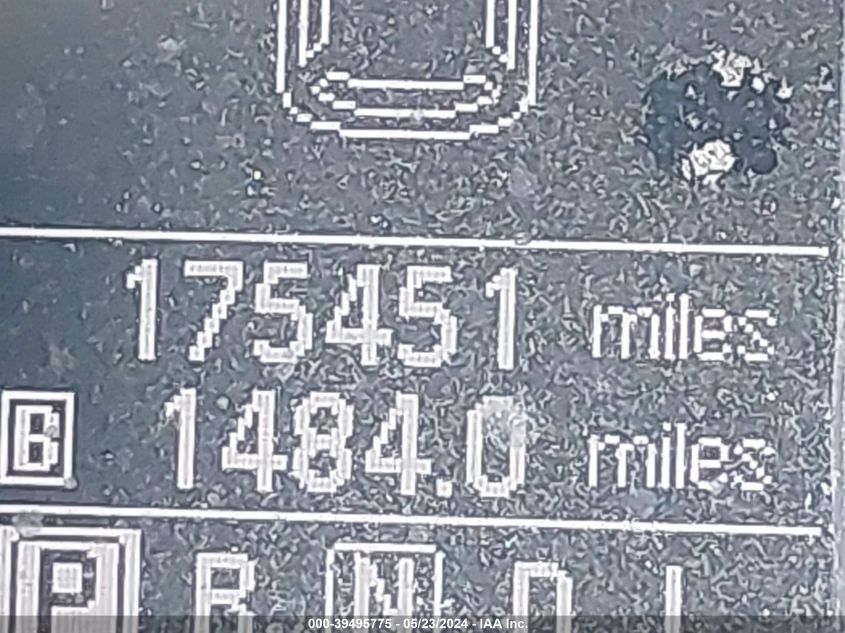 175451 miles
B 1484.0 miles
P R N D L
000-39495775 - 05/23/2024 - IAA Inc.